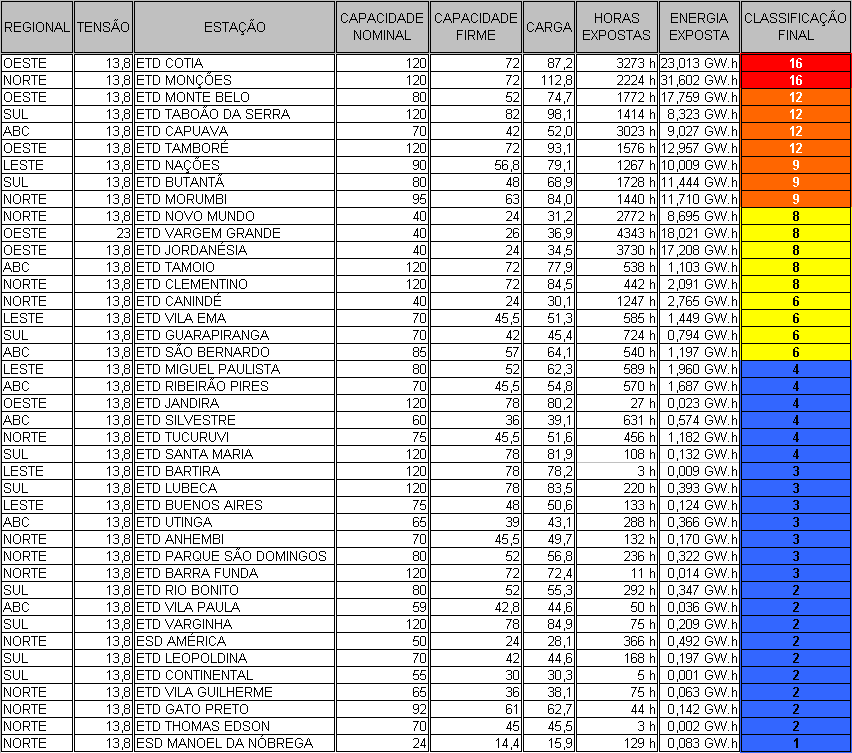 REGIONAL TENSÃO ESTAÇÃO CAPACIDADE NOMINAL CAPACIDADE FIRME CARGA HORAS EXPOSTAS ENERGIA EXPOSTA CLASSIFICAÇÃO FINAL
OESTE 13,8 ETD COTIA 120 72 87,2 3273 h 23,013 GW.h 16
NORTE 13,8 ETD MONÇÕES 120 72 112,8 2224 h 31,602 GW.h 16
OESTE 13,8 ETD MONTE BELO 80 52 74,7 1772 h 17,759 GW.h 12
SUL 13,8 ETD TABOÃO DA SERRA 120 82 98,1 1414 h 8,323 GW.h 12
ABC 13,8 ETD CAPUAVA 70 42 52,0 3023 h 9,027 GW.h 12
OESTE 13,8 ETD TAMBORÉ 120 72 93,1 1576 h 12,957 GW.h 12
LESTE 13,8 ETD NAÇÕES 90 56,8 79,1 1267 h 10,009 GW.h 9
SUL 13,8 ETD BUTANTÃ 80 48 68,9 1728 h 11,444 GW.h 9
NORTE 13,8 ETD MORUMBI 95 63 84,0 1440 h 11,710 GW.h 9
NORTE 13,8 ETD NOVO MUNDO 40 24 31,2 2772 h 8,695 GW.h 8
OESTE 23 ETD VARGEM GRANDE 40 26 36,9 4343 h 18,021 GW.h 8
OESTE 13,8 ETD JORDANÉSIA 40 24 34,5 3730 h 17,208 GW.h 8
ABC 13,8 ETD TAMOIO 120 72 77,9 538 h 1,103 GW.h 8
NORTE 13,8 ETD CLEMENTINO 120 72 84,5 442 h 2,091 GW.h 8
NORTE 13,8 ETD CANINDÉ 40 24 30,1 1247 h 2,765 GW.h 6
LESTE 13,8 ETD VILA EMA 70 45,5 51,3 585 h 1,449 GW.h 6
SUL 13,8 ETD GUARAPIRANGA 70 42 45,4 724 h 0,794 GW.h 6
ABC 13,8 ETD SÃO BERNARDO 85 57 64,1 540 h 1,197 GW.h 6
LESTE 13,8 ETD MIGUEL PAULISTA 80 52 62,3 589 h 1,960 GW.h 4
ABC 13,8 ETD RIBEIRÃO PIRES 70 45,5 54,8 570 h 1,687 GW.h 4
OESTE 13,8 ETD JANDIRA 120 78 80,2 27 h 0,023 GW.h 4
ABC 13,8 ETD SILVESTRE 60 36 39,1 631 h 0,574 GW.h 4
NORTE 13,8 ETD TUCURUVI 75 45,5 51,6 456 h 1,182 GW.h 4
SUL 13,8 ETD SANTA MARIA 120 78 81,9 108 h 0,132 GW.h 4
LESTE 13,8 ETD BARTIRA 120 78 78,2 3 h 0,009 GW.h 3
SUL 13,8 ETD LUBECA 120 78 83,5 220 h 0,393 GW.h 3
LESTE 13,8 ETD BUENOS AIRES 75 48 50,6 133 h 0,124 GW.h 3
ABC 13,8 ETD UTINGA 65 39 43,1 288 h 0,366 GW.h 3
NORTE 13,8 ETD ANHEMBI 70 45,5 49,7 132 h 0,170 GW.h 3
NORTE 13,8 ETD PARQUE SÃO DOMINGOS 80 52 56,8 236 h 0,322 GW.h 3
NORTE 13,8 ETD BARRA FUNDA 120 72 72,4 11 h 0,014 GW.h 3
SUL 13,8 ETD RIO BONITO 80 52 55,3 292 h 0,347 GW.h 2
ABC 13,8 ETD VILA PAULA 59 42,8 44,6 50 h 0,036 GW.h 2
SUL 13,8 ETD VARGINHA 120 78 84,9 75 h 0,209 GW.h 2
NORTE 13,8 ESD AMÉRICA 50 24 28,1 366 h 0,492 GW.h 2
SUL 13,8 ETD LEOPOLDINA 70 42 44,6 168 h 0,197 GW.h 2
SUL 13,8 ETD CONTINENTAL 55 30 30,3 5 h 0,001 GW.h 2
NORTE 13,8 ETD VILA GUILHERME 65 36 38,1 75 h 0,063 GW.h 2
NORTE 13,8 ETD GATO PRETO 92 61 62,7 44 h 0,142 GW.h 2
NORTE 13,8 ETD THOMAS EDSON 70 45 45,5 3 h 0,002 GW.h 2
NORTE 13,8 ESD MANOEL DA NÓBREGA 24 14,4 15,9 129 h 0,083 GW.h 1